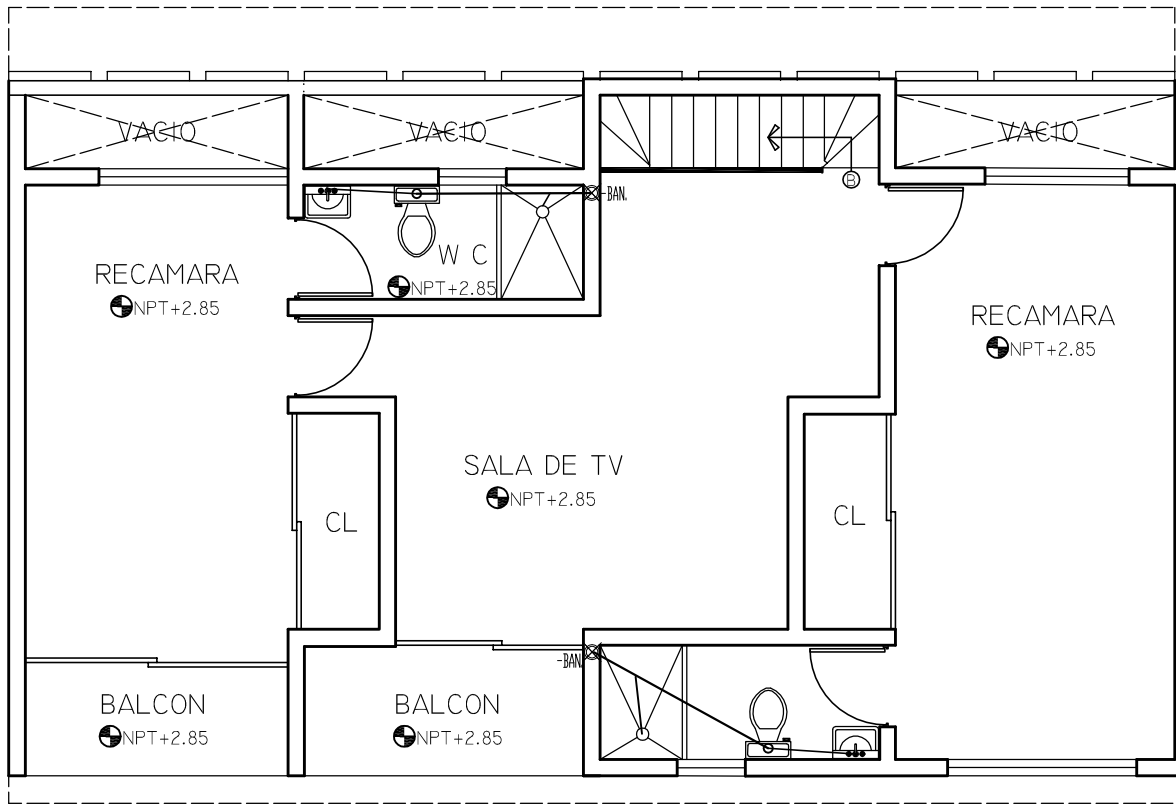 VACIO
VACIO
VACIO
B
-BAN.
W C
NPT+2.85
RECAMARA
NPT+2.85
RECAMARA
NPT+2.85
SALA DE TV
NPT+2.85
CL
CL
-BAN.
BALCON
NPT+2.85
BALCON
NPT+2.85